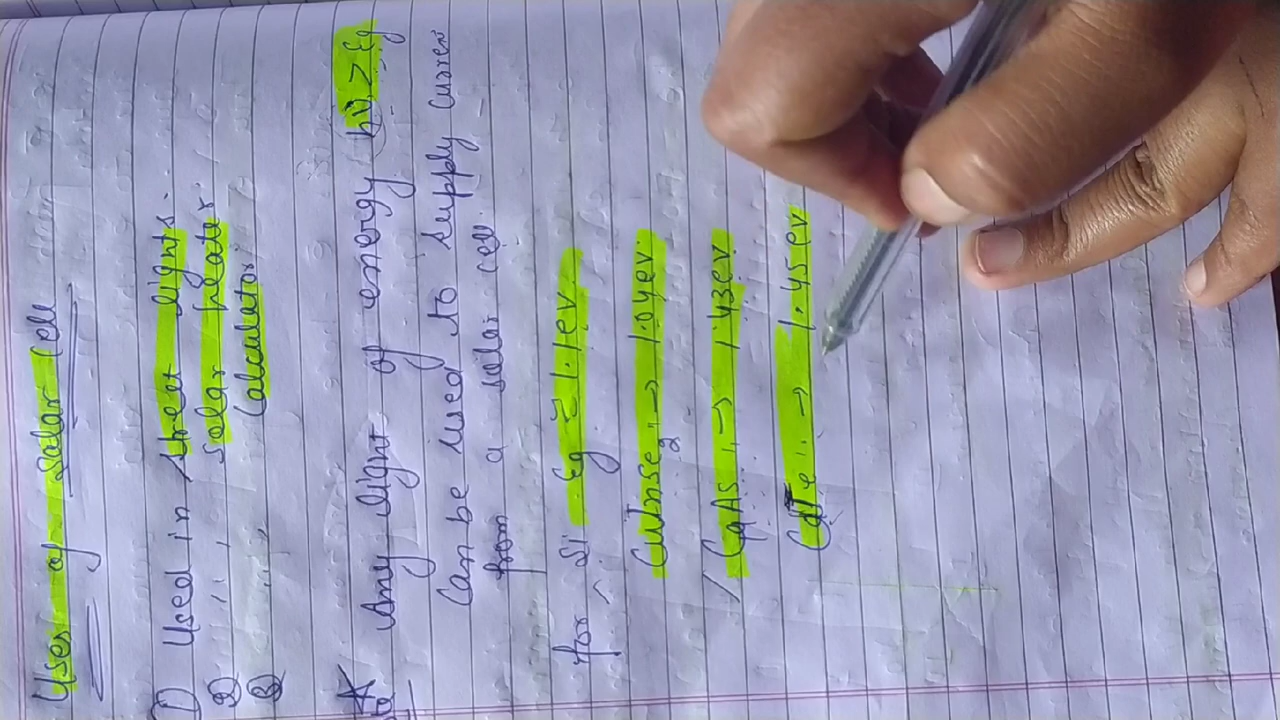 Uses of Solar Cell
① Used in street lights.
② " " solar heater
③ " " Calculator
* Any light of energy hν > Eg
Can be used to supply curren
from a solar cell.
for Si Eg ≃ 1.1ev
CuInSe2 " → 1.04ev
GaAs " → 1.43ev
CdTe " → 1.45ev